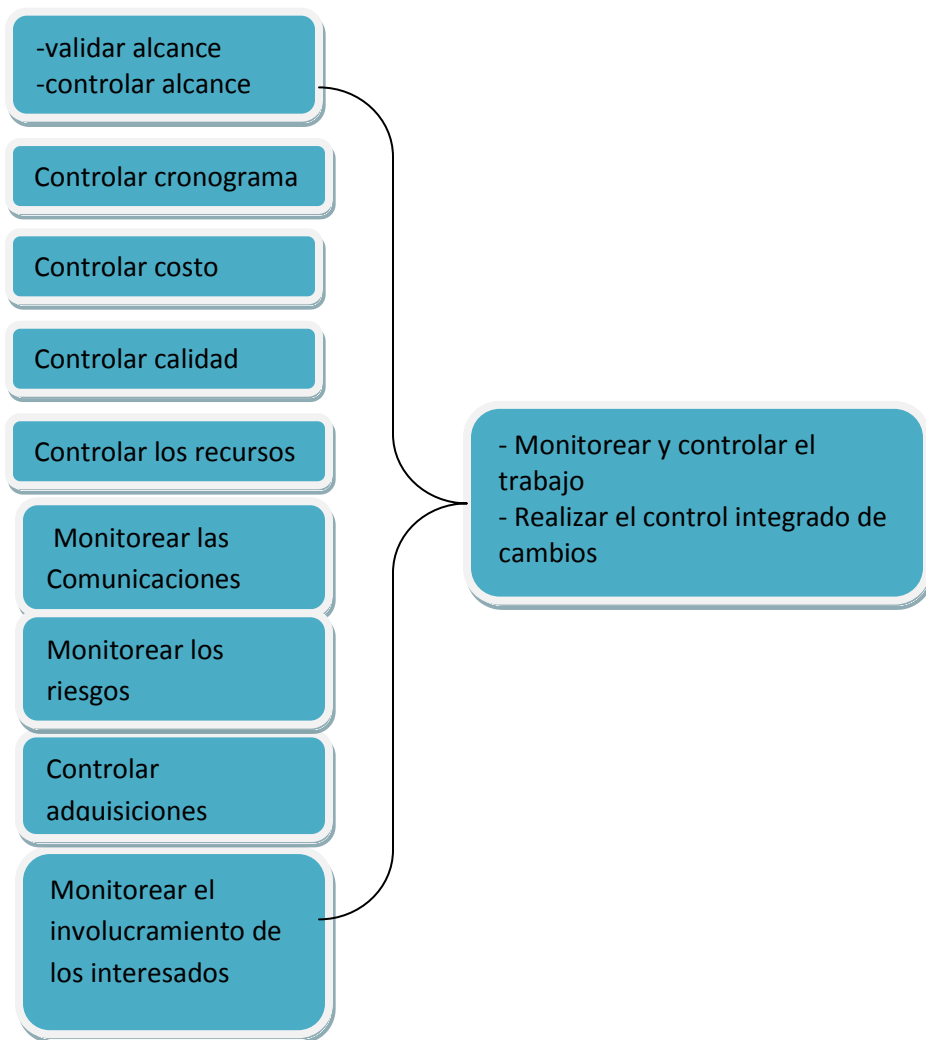 -validar alcance
-controlar alcance
Controlar cronograma
Controlar costo
Controlar calidad
Controlar los recursos
Monitorear las
Comunicaciones
Monitorear los
riesgos
Controlar
adquisiciones
Monitorear el
involucramiento de
los interesados
- Monitorear y controlar el
trabajo
- Realizar el control integrado de
cambios